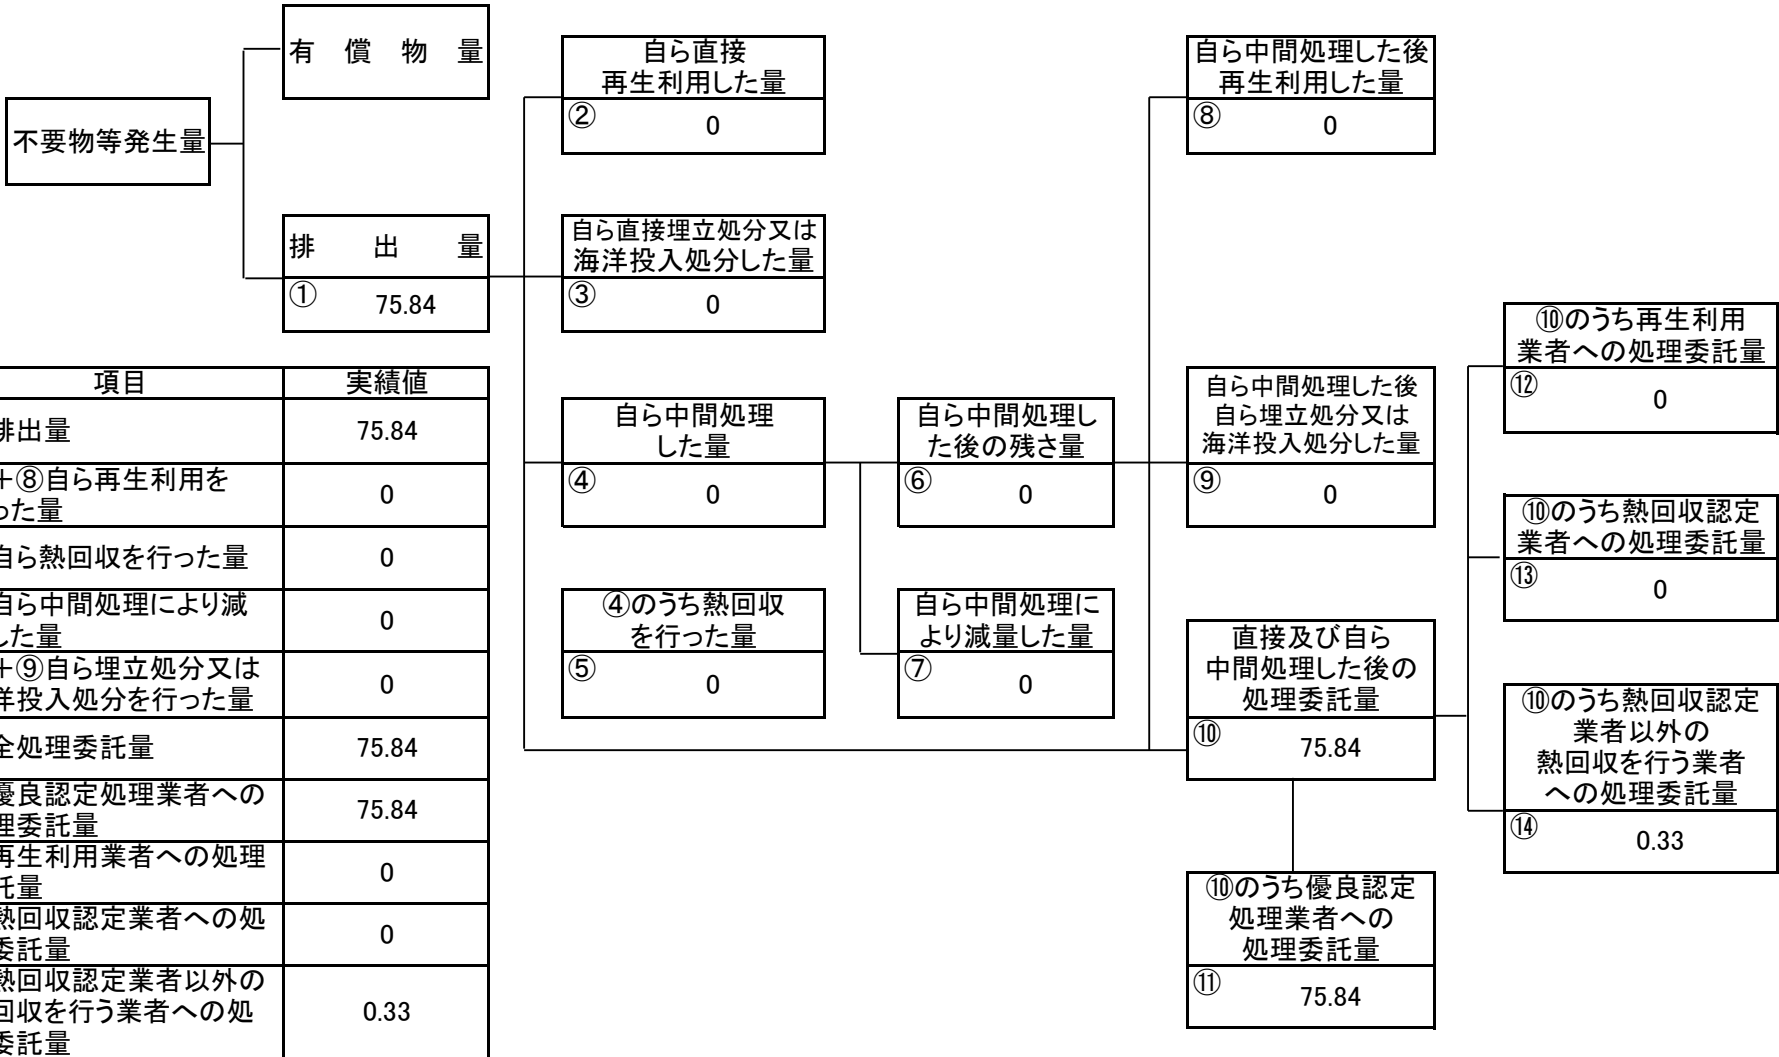 有償物量
不要物等発生量
排出量
①
75.84
自ら直接
再生利用した量
②
0
自ら直接埋立処分又は
海洋投入処分した量
③
0
自ら中間処理
した量
④
0
④のうち熱回収
を行った量
⑤
0
自ら中間処理し
た後の残さ量
⑥
0
自ら中間処理に
より減量した量
⑦
0
自ら中間処理した後
再生利用した量
⑧
0
自ら中間処理した後
自ら埋立処分又は
海洋投入処分した量
⑨
0
直接及び自ら
中間処理した後の
処理委託量
⑩
75.84
⑩のうち優良認定
処理業者への
処理委託量
⑪
75.84
⑩のうち再生利用
業者への処理委託量
⑫
0
⑩のうち熱回収認定
業者への処理委託量
⑬
0
⑩のうち熱回収認定
業者以外の
熱回収を行う業者
への処理委託量
⑭
0.33
項目 実績値
排出量 75.84
+⑧自ら再生利用を
った量
0
自ら熱回収を行った量 0
自ら中間処理により減
した量
0
+⑨自ら埋立処分又は
洋投入処分を行った量
0
全処理委託量 75.84
優良認定処理業者への
理委託量
75.84
再生利用業者への処理
託量
0
熱回収認定業者への処
委託量
0
熱回収認定業者以外の
回収を行う業者への処
委託量
0.33